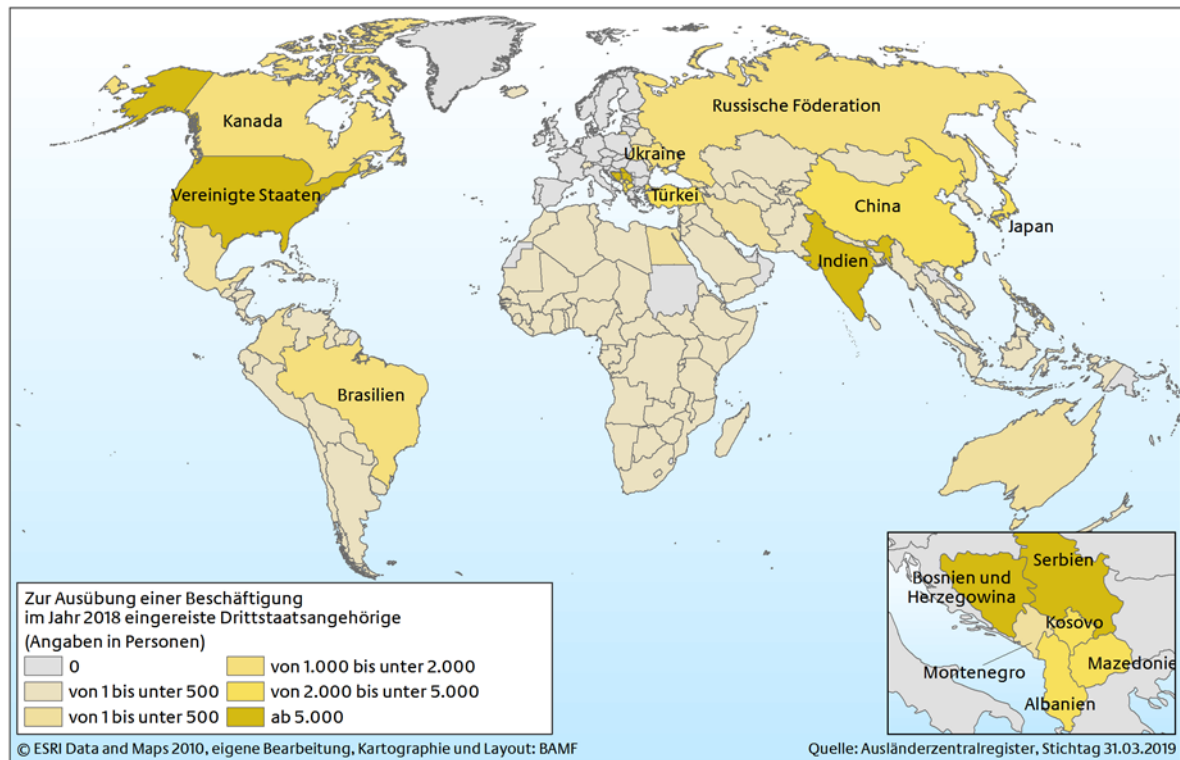 Kanada
Russische Föderation
Ukraine
Vereinigte Staaten
Türkei
China
Japan
Indien
Brasilien
Serbien
Bosnien und
Herzegowina
Kosovo
Montenegro
Mazedonie
Albanien
Zur Ausübung einer Beschäftigung
im Jahr 2018 eingereiste Drittstaatsangehörige
(Angaben in Personen)
0
von 1 bis unter 500
von 1 bis unter 500
von 1.000 bis unter 2.000
von 2.000 bis unter 5.000
ab 5.000
© ESRI Data and Maps 2010, eigene Bearbeitung, Kartographie und Layout: BAMF
Quelle: Ausländerzentralregister, Stichtag 31.03.2019